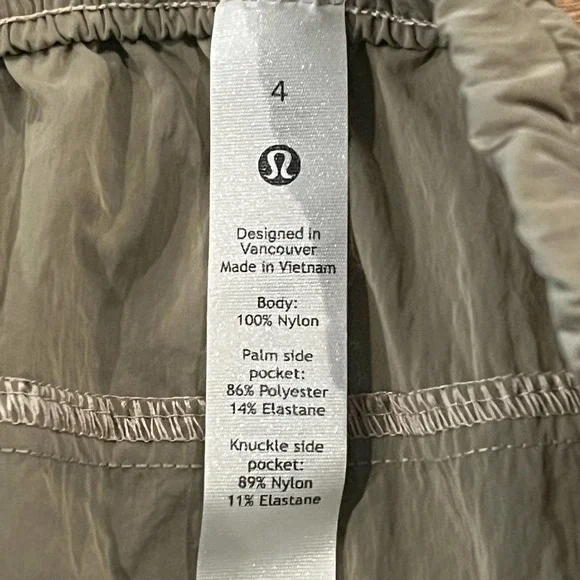 4
Designed in
Vancouver
Made in Vietnam
Body:
100% Nylon
Palm side
pocket:
86% Polyester
14% Elastane
Knuckle side
pocket:
89% Nylon
11% Elastane